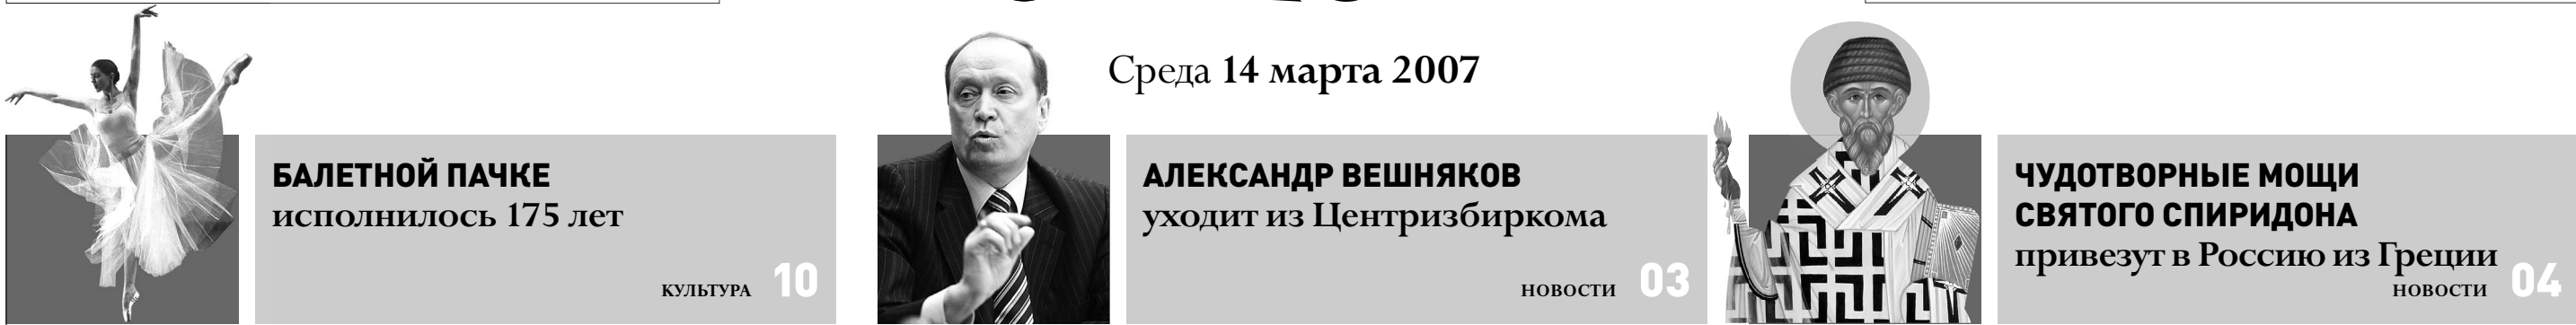 Среда 14 марта 2007
БАЛЕТНОЙ ПАЧКЕ
исполнилось 175 лет
КУЛЬТУРА 10
АЛЕКСАНДР ВЕШНЯКОВ
уходит из Центризбиркома
НОВОСТИ 03
ЧУДОТВОРНЫЕ МОЩИ
СВЯТОГО СПИРИДОНА
привезут в Россию из Греции
НОВОСТИ 04